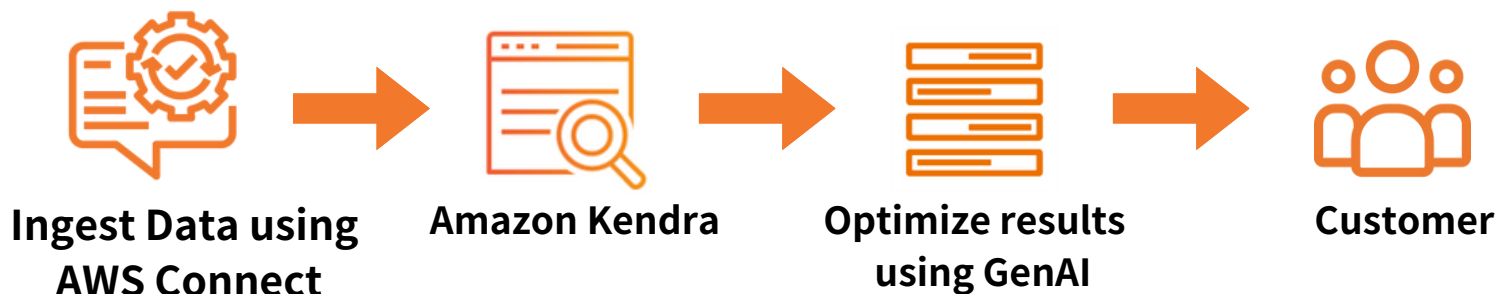 Ingest Data using
AWS Connect
Amazon Kendra
Optimize results
using GenAI
Customer